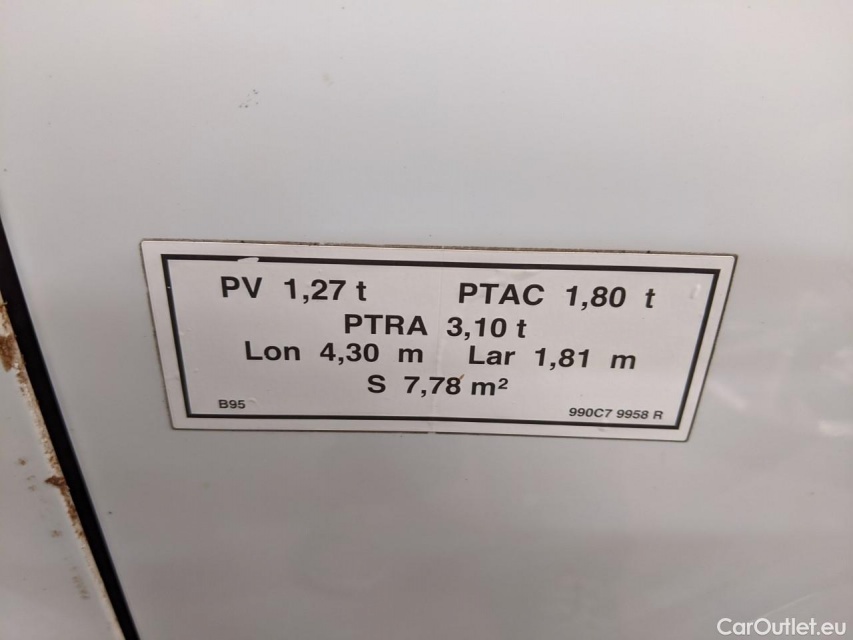 PV 1,27 t PTAC 1,80 t
PTRA 3,10 t
Lon 4,30 m Lar 1,81 m
S 7,78 m²
B95 990C7 9958 R
CarOutlet.eu